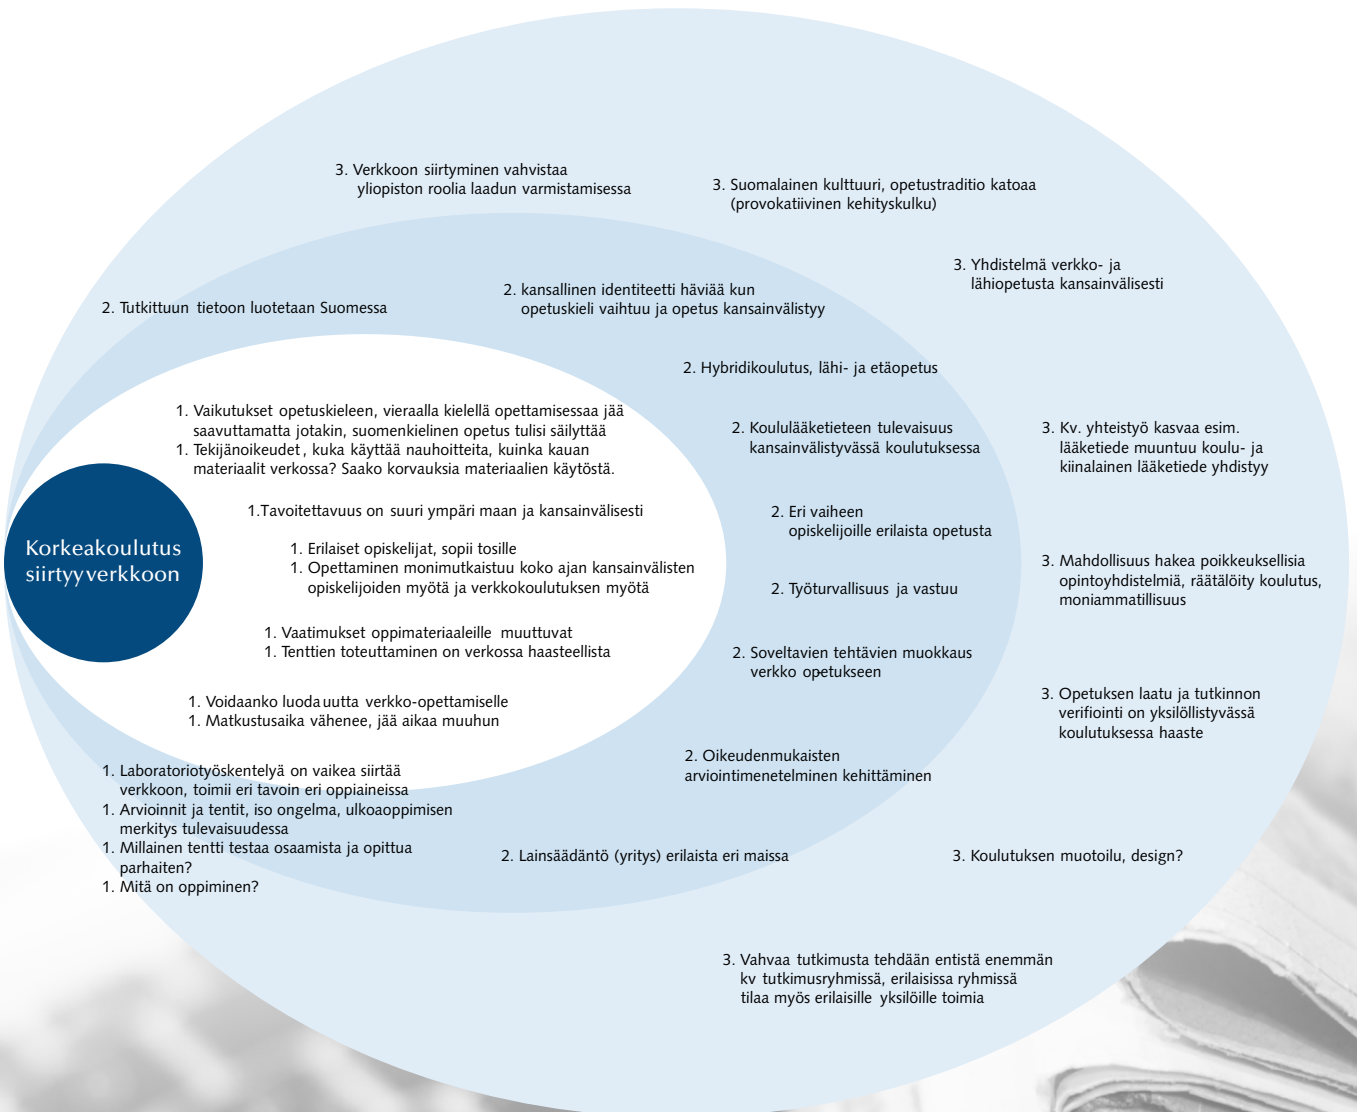 3. Verkkoon siirtyminen vahvistaa
yliopiston roolia laadun varmistamisessa
3. Suomalainen kulttuuri, opetustraditio katoaa
(provokatiivinen kehityskulku)
3. Yhdistelmä verkko- ja
lähiopetusta kansainvälisesti
2. Tutkittuun tietoon luotetaan Suomessa
2. kansallinen identiteetti häviää kun
opetuskieli vaihtuu ja opetus kansainvälistyy
2. Hybridikoulutus, lähi- ja etäopetus
1. Vaikutukset opetuskieleen, vieraalla kielellä opettamisessaa jää
saavuttamatta jotakin, suomenkielinen opetus tulisi säilyttää
1. Tekijänoikeudet, kuka käyttää nauhoitteita, kuinka kauan
materiaalit verkossa? Saako korvauksia materiaalien käytöstä.
2. Koululääketieteen tulevaisuus
kansainvälistyvässä koulutuksessa
3. Kv. yhteistyö kasvaa esim.
lääketiede muuntuu koulu- ja
kiinalainen lääketiede yhdistyy
1.Tavoitettavuus on suuri ympäri maan ja kansainvälisesti
2. Eri vaiheen
opiskelijoille erilaista opetusta
Korkeakoulutus
siirtyy verkkoon
1. Erilaiset opiskelijat, sopii tosille
1. Opettaminen monimutkaistuu koko ajan kansainvälisten
opiskelijoiden myötä ja verkkokoulutuksen myötä
2. Työturvallisuus ja vastuu
3. Mahdollisuus hakea poikkeuksellisia
opintoyhdistelmiä, räätälöity koulutus,
moniammatillisuus
1. Vaatimukset oppimateriaaleille muuttuvat
1. Tenttien toteuttaminen on verkossa haasteellista
2. Soveltavien tehtävien muokkaus
verkko opetukseen
1. Voidaanko luoda uutta verkko-opettamiselle
1. Matkustusaika vähenee, jää aikaa muuhun
3. Opetuksen laatu ja tutkinnon
verifiointi on yksilöllistyvässä
koulutuksessa haaste
2. Oikeudenmukaisten
arviointimenetelminen kehittäminen
1. Laboratoriotyöskentelyä on vaikea siirtää
verkkoon, toimii eri tavoin eri oppiaineissa
1. Arvioinnit ja tentit, iso ongelma, ulkoaoppimisen
merkitys tulevaisuudessa
1. Millainen tentti testaa osaamista ja opittua
parhaiten?
1. Mitä on oppiminen?
2. Lainsäädäntö (yritys) erilaista eri maissa
3. Koulutuksen muotoilu, design?
3. Vahvaa tutkimusta tehdään entistä enemmän
kv tutkimusryhmissä, erilaisissa ryhmissä
tilaa myös erilaisille yksilöille toimia